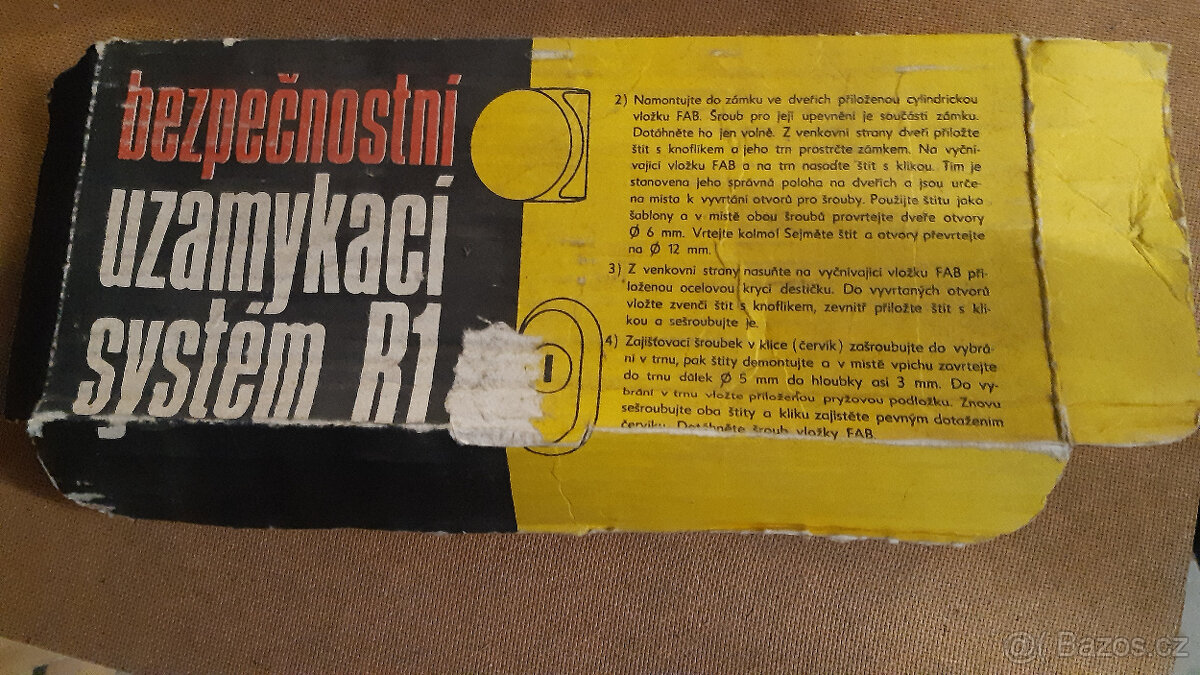 bezpečnostní
uzamykací
systém R1
2) Namontujte do zámku ve dveřích přiloženou cylindrickou
vložku FAB. Šroub pro její upevnění je součástí zámku.
Dotáhněte ho jen volně. Z venkovní strany dveří přiložte
štít s knoflíkem a jeho trn prostrčte zámkem. Na vyční-
vající vložku FAB a na trn nasaďte štít s klikou. Tím je
stanovena jeho správná poloha na dveřích a jsou urče-
na místa k vyvrtání otvorů pro šrouby. Použijte štítu jako
šablony a v místě obou šroubů provrtejte dveře otvory
Ø 6 mm. Vrtejte kolmo! Sejměte štít a otvory převrtejte
na Ø 12 mm.
3) Z venkovní strany nasuňte na vyčnívající vložku FAB při-
loženou ocelovou krycí destičku. Do vyvrtaných otvorů
vložte zvenčí štít s knoflíkem, zevnitř přiložte štít s kli-
kou a sešroubujte je.
4) Zajišťovací šroubek v klice (červík) zašroubujte do vybrá-
ní v trnu, pak štíty demontujte a v místě vpichu zavrtejte
do trnu důlek Ø 5 mm do hloubky asi 3 mm. Do vy-
brání v trnu vložte přiloženou pryžovou podložku. Znovu
sešroubujte oba štíty a kliku zajistěte pevným dotažením
červíku. Dotáhněte šroub vložky FAB.
Bazos.cz